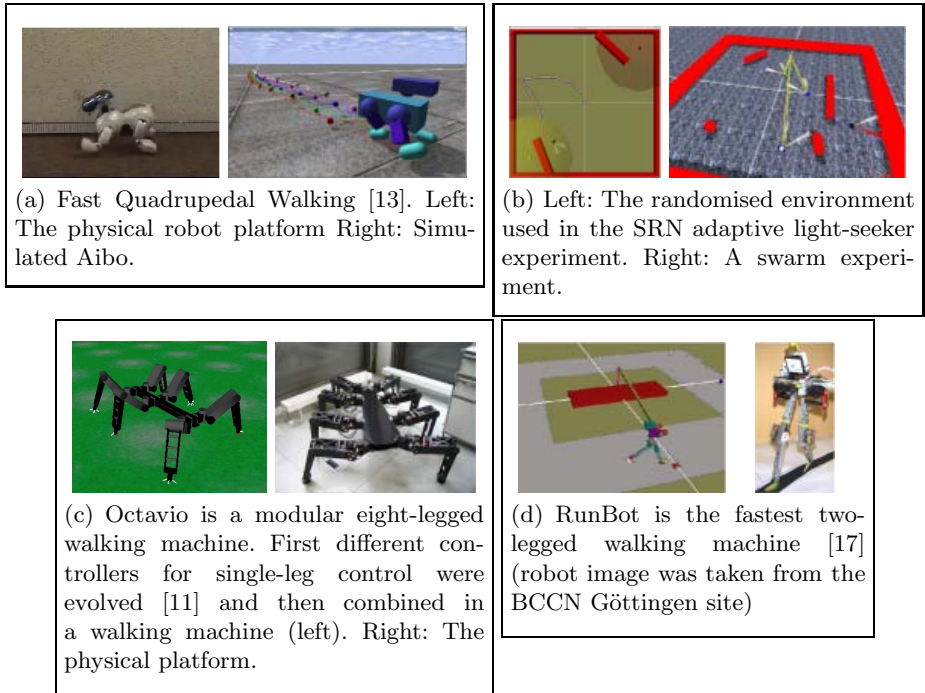 (a) Fast Quadrupedal Walking [13]. Left:
The physical robot platform Right: Simu-
lated Aibo.
(b) Left: The randomised environment
used in the SRN adaptive light-seeker
experiment. Right: A swarm experi-
ment.
(c) Octavio is a modular eight-legged
walking machine. First different con-
trollers for single-leg control were
evolved [11] and then combined in
a walking machine (left). Right: The
physical platform.
(d) RunBot is the fastest two-
legged walking machine [17]
(robot image was taken from the
BCCN Göttingen site)